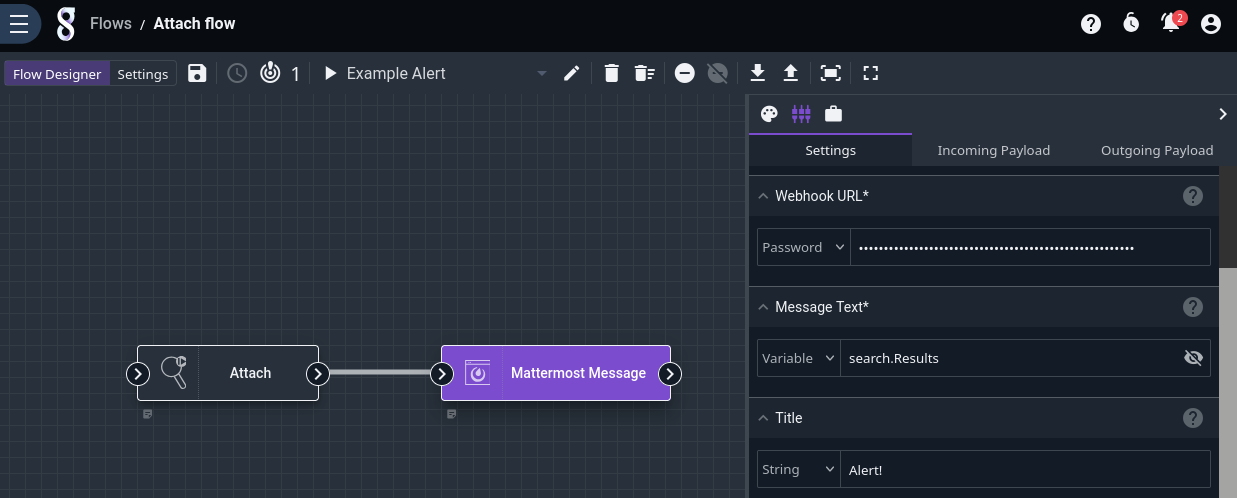 Flows / Attach flow
2
Flow Designer
Settings
1
Example Alert
Settings
Incoming Payload
Outgoing Payload
Webhook URL*
Password
••••••••••••••••••••••••••••••••••••••••••••••••••••••••
Message Text*
Variable
search.Results
Title
String
Alert!
Attach
Mattermost Message